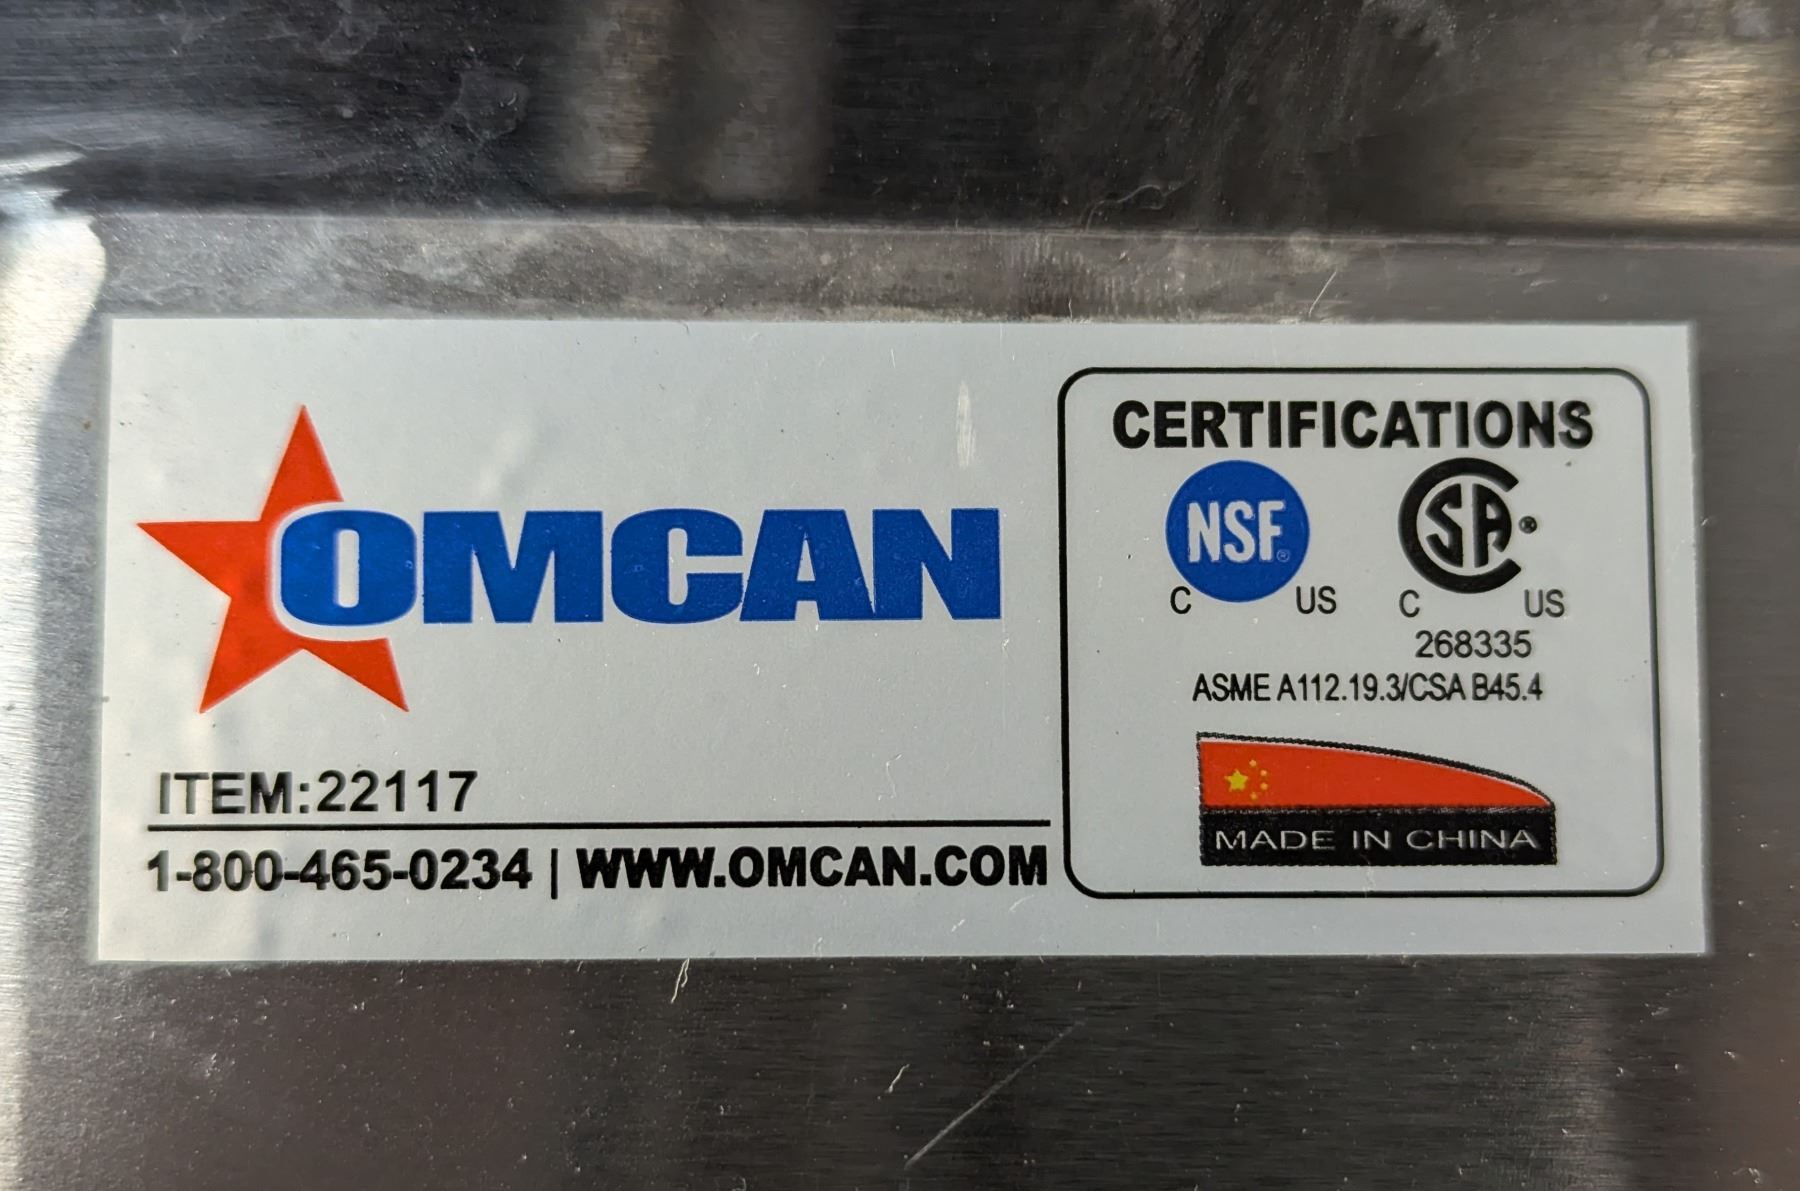 OMCAN
ITEM:22117
1-800-465-0234 | WWW.OMCAN.COM
CERTIFICATIONS
NSF®
C US
CSA®
C US
268335
ASME A112.19.3/CSA B45.4
MADE IN CHINA